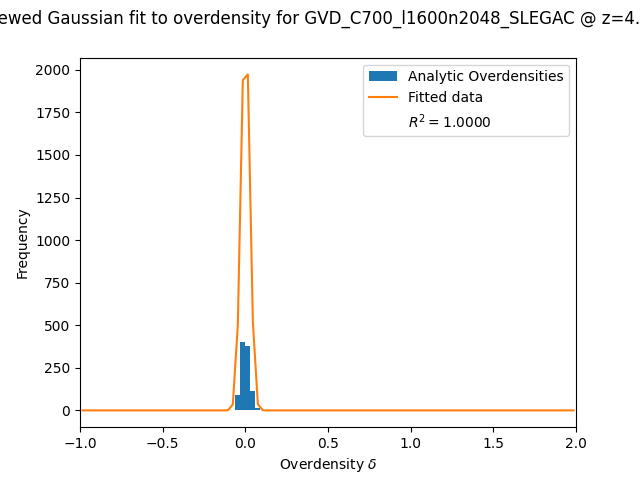 ewed Gaussian fit to overdensity for GVD_C700_l1600n2048_SLEGAC @ z=4.
Analytic Overdensities
Fitted data
R² = 1.0000
Frequency
2000
1750
1500
1250
1000
750
500
250
0
−1.0 −0.5 0.0 0.5 1.0 1.5 2.0
Overdensity δ